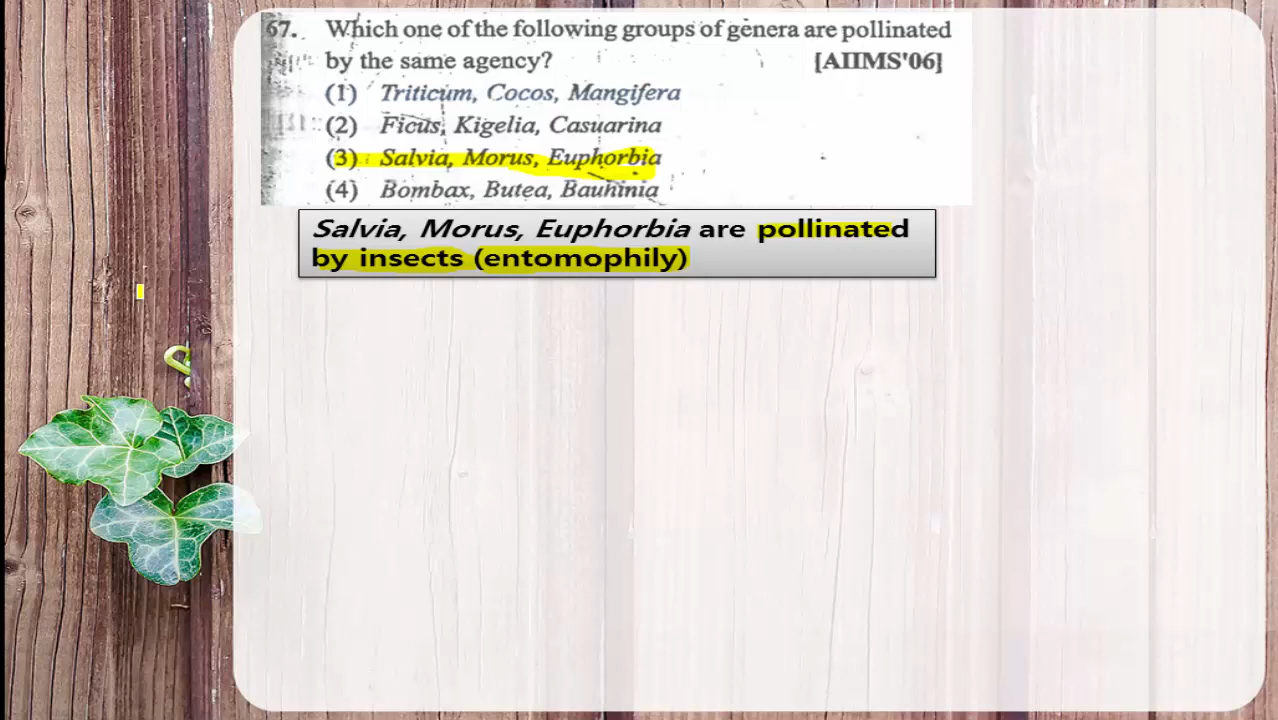 67. Which one of the following groups of genera are pollinated
by the same agency? [AIIMS'06]
(1) Triticum, Cocos, Mangifera
(2) Ficus, Kigelia, Casuarina
(3) Salvia, Morus, Euphorbia
(4) Bombax, Butea, Bauhinia
Salvia, Morus, Euphorbia are pollinated
by insects (entomophily)